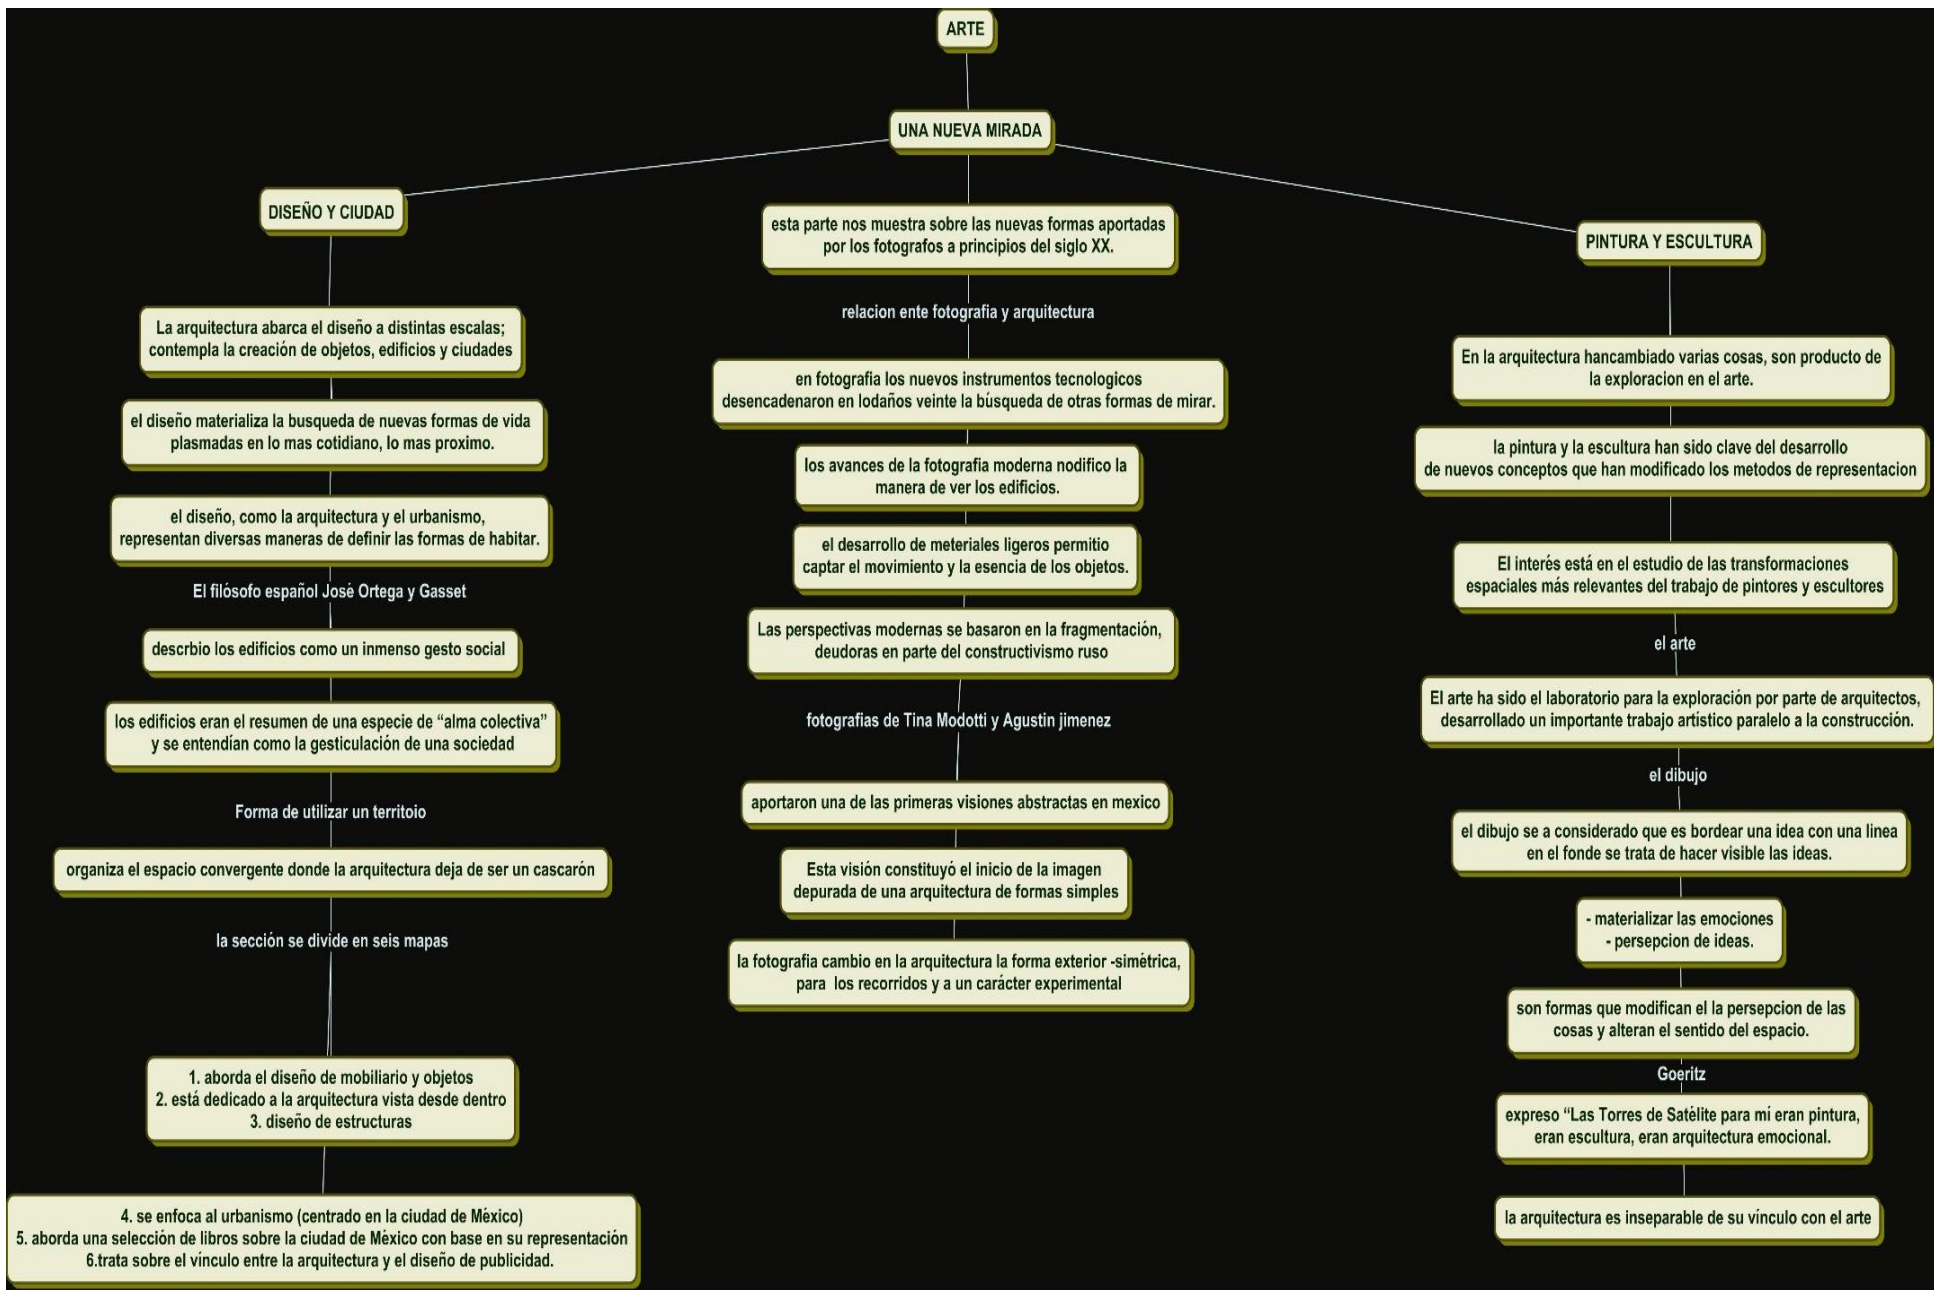 ARTE
UNA NUEVA MIRADA
DISEÑO Y CIUDAD
La arquitectura abarca el diseño a distintas escalas;
contempla la creación de objetos, edificios y ciudades
el diseño materializa la busqueda de nuevas formas de vida
plasmadas en lo mas cotidiano, lo mas proximo.
el diseño, como la arquitectura y el urbanismo,
representan diversas maneras de definir las formas de habitar.
El filósofo español José Ortega y Gasset
descrbio los edificios como un inmenso gesto social
los edificios eran el resumen de una especie de “alma colectiva”
y se entendían como la gesticulación de una sociedad
Forma de utilizar un territoio
organiza el espacio convergente donde la arquitectura deja de ser un cascarón
la sección se divide en seis mapas
1. aborda el diseño de mobiliario y objetos
2. está dedicado a la arquitectura vista desde dentro
3. diseño de estructuras
4. se enfoca al urbanismo (centrado en la ciudad de México)
5. aborda una selección de libros sobre la ciudad de México con base en su representación
6.trata sobre el vínculo entre la arquitectura y el diseño de publicidad.
esta parte nos muestra sobre las nuevas formas aportadas
por los fotografos a principios del siglo XX.
relacion ente fotografia y arquitectura
en fotografia los nuevos instrumentos tecnologicos
desencadenaron en lodaños veinte la búsqueda de otras formas de mirar.
los avances de la fotografia moderna nodifico la
manera de ver los edificios.
el desarrollo de meteriales ligeros permitio
captar el movimiento y la esencia de los objetos.
Las perspectivas modernas se basaron en la fragmentación,
deudoras en parte del constructivismo ruso
fotografias de Tina Modotti y Agustin jimenez
aportaron una de las primeras visiones abstractas en mexico
Esta visión constituyó el inicio de la imagen
depurada de una arquitectura de formas simples
la fotografia cambio en la arquitectura la forma exterior -simétrica,
para los recorridos y a un carácter experimental
PINTURA Y ESCULTURA
En la arquitectura hancambiado varias cosas, son producto de
la exploracion en el arte.
la pintura y la escultura han sido clave del desarrollo
de nuevos conceptos que han modificado los metodos de representacion
El interés está en el estudio de las transformaciones
espaciales más relevantes del trabajo de pintores y escultores
el arte
El arte ha sido el laboratorio para la exploración por parte de arquitectos,
desarrollado un importante trabajo artístico paralelo a la construcción.
el dibujo
el dibujo se a considerado que es bordear una idea con una linea
en el fonde se trata de hacer visible las ideas.
- materializar las emociones
- persepcion de ideas.
son formas que modifican el la persepcion de las
cosas y alteran el sentido del espacio.
Goeritz
expreso “Las Torres de Satélite para mí eran pintura,
eran escultura, eran arquitectura emocional.
la arquitectura es inseparable de su vínculo con el arte